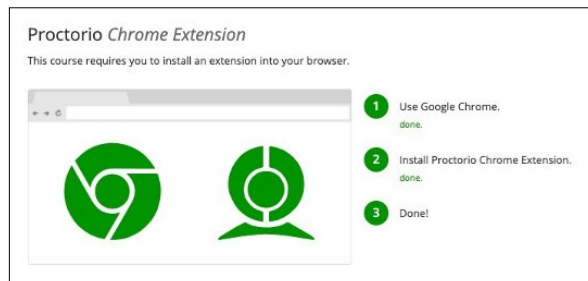 Proctorio Chrome Extension
This course requires you to install an extension into your browser.
1 Use Google Chrome.
done.
2 Install Proctorio Chrome Extension.
done.
3 Done!